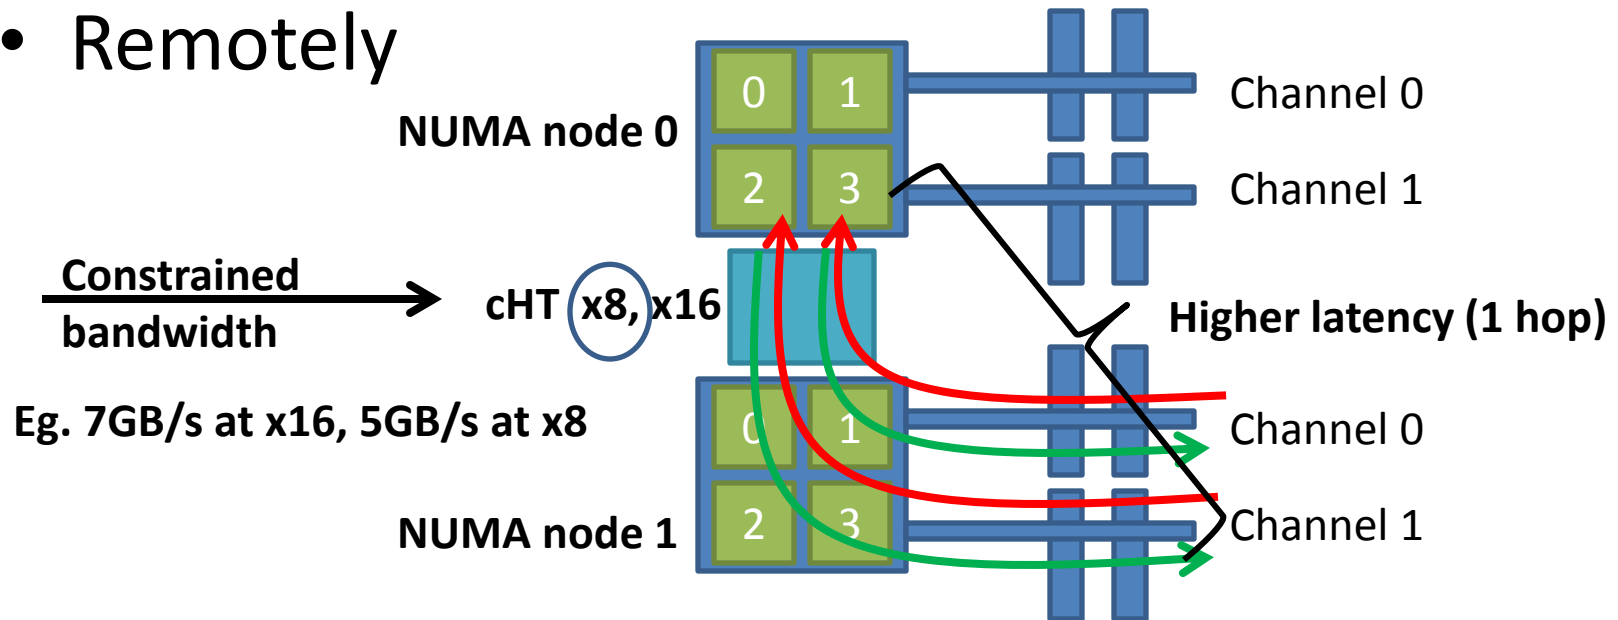 • Remotely
0 1
Channel 0
NUMA node 0
2 3
Channel 1
Constrained
bandwidth
cHT x8, x16
Higher latency (1 hop)
Eg. 7GB/s at x16, 5GB/s at x8
0 1
Channel 0
NUMA node 1
2 3
Channel 1